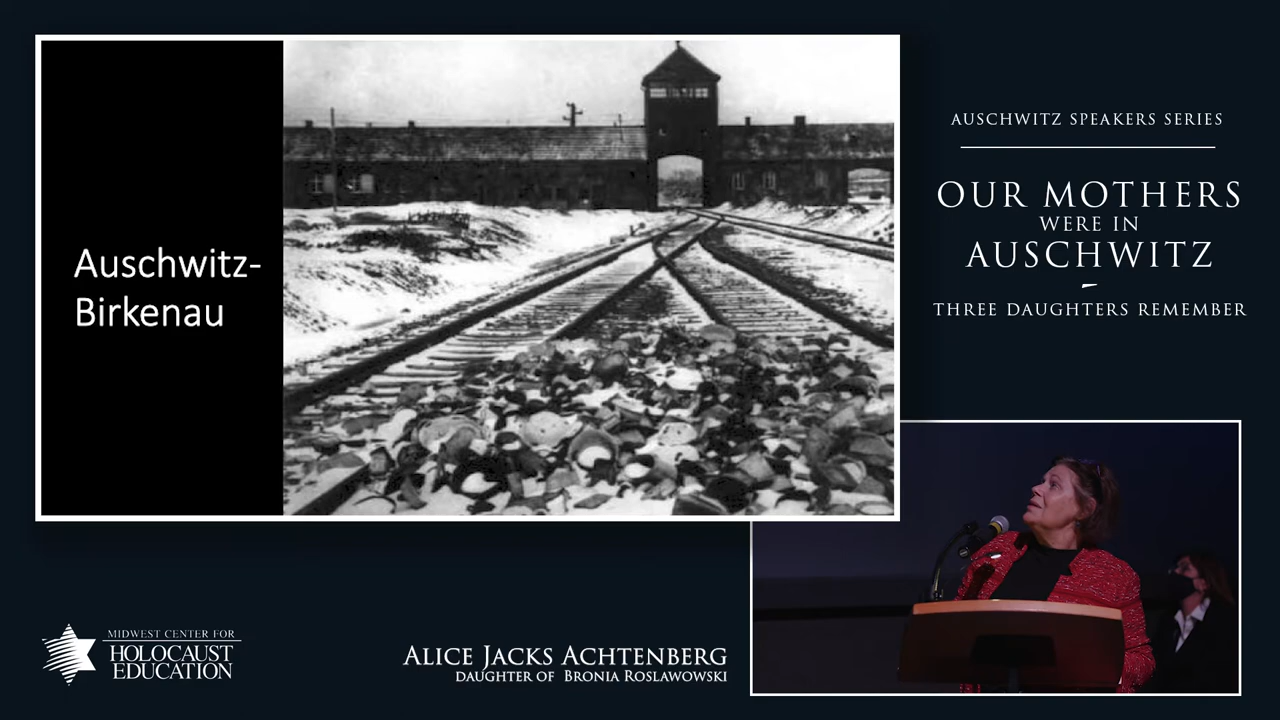 Auschwitz-
Birkenau
AUSCHWITZ SPEAKERS SERIES
OUR MOTHERS
WERE IN
AUSCHWITZ
THREE DAUGHTERS REMEMBER
MIDWEST CENTER FOR
HOLOCAUST
EDUCATION
ALICE JACKS ACHTENBERG
DAUGHTER OF BRONIA ROSLAWOWSKI